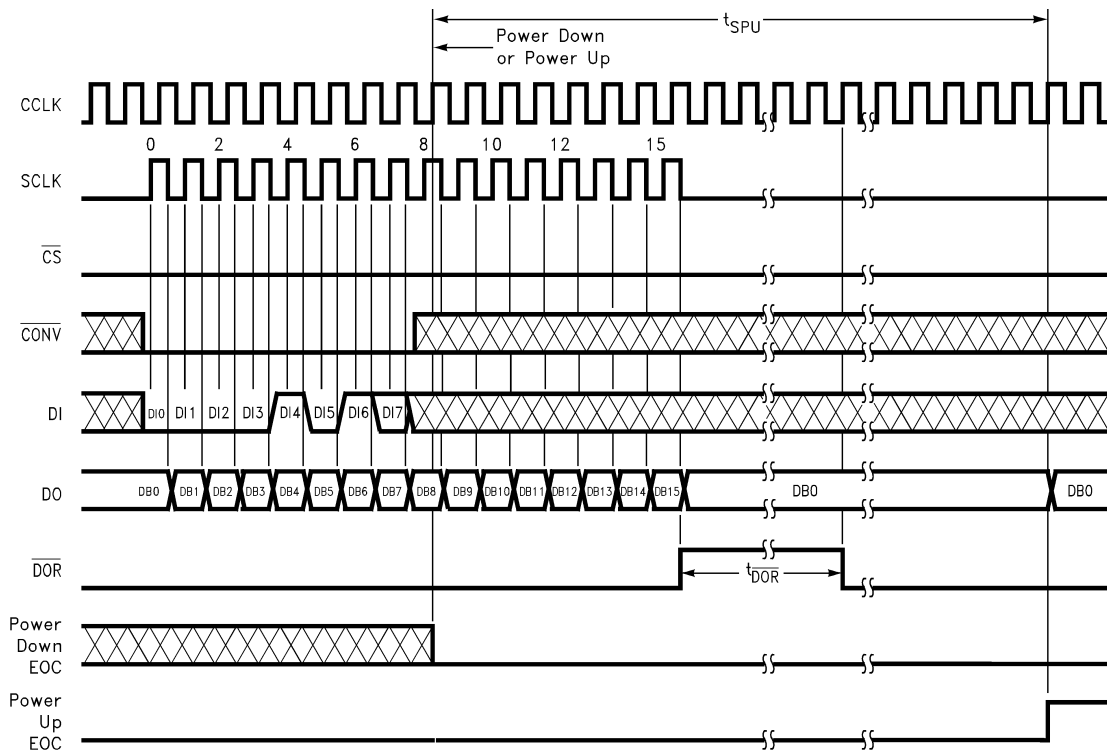 tSPU
Power Down
or Power Up
CCLK
0 2 4 6 8 10 12 15
SCLK
CS
CONV
DI0 DI1 DI2 DI3 DI4 DI5 DI6 DI7
DI
DB0 DB1 DB2 DB3 DB4 DB5 DB6 DB7 DB8 DB9 DB10 DB11 DB12 DB13 DB14 DB15 DB0 DB0
DO
DOR
tDOR
Power
Down
EOC
Power
Up
EOC